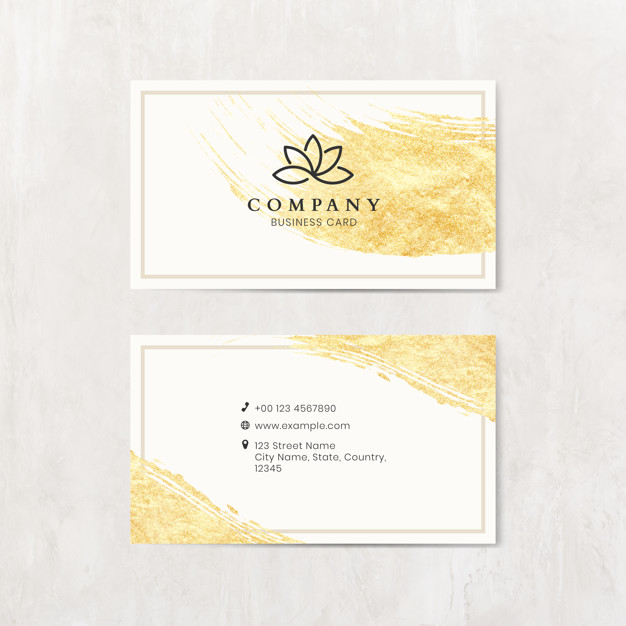 COMPANY
BUSINESS CARD
+00 123 4567890
www.example.com
123 Street Name
City Name, State, Country,
12345